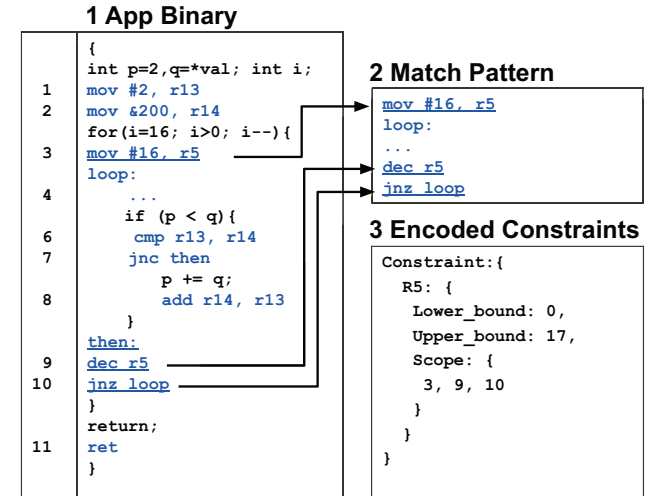 1 App Binary
{
int p=2,q=*val; int i;
1 mov #2, r13
2 mov &200, r14
for(i=16; i>0; i--){
3 mov #16, r5
loop:
4 ...
if (p < q){
6 cmp r13, r14
7 jnc then
p += q;
8 add r14, r13
}
then:
9 dec r5
10 jnz loop
}
return;
11 ret
}
2 Match Pattern
mov #16, r5
loop:
...
dec r5
jnz loop
3 Encoded Constraints
Constraint:{
R5: {
Lower_bound: 0,
Upper_bound: 17,
Scope: {
3, 9, 10
}
}
}